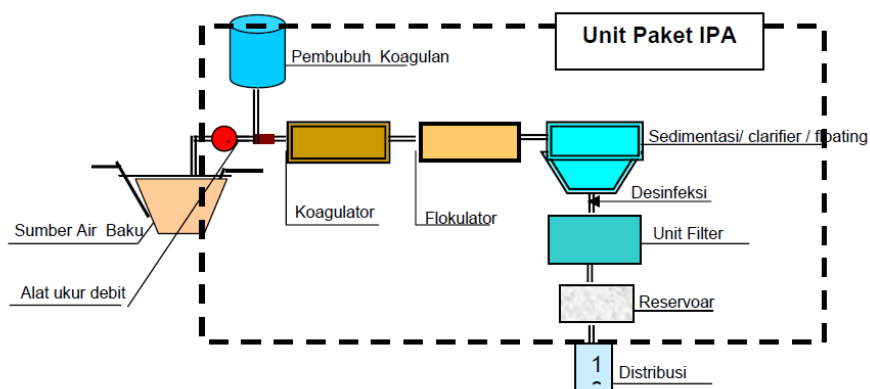 Unit Paket IPA
Pembubuh Koagulan
Sedimentasi/ clarifier / floating
Desinfeksi
Koagulator
Flokulator
Sumber Air Baku
Unit Filter
Alat ukur debit
Reservoar
1
Distribusi